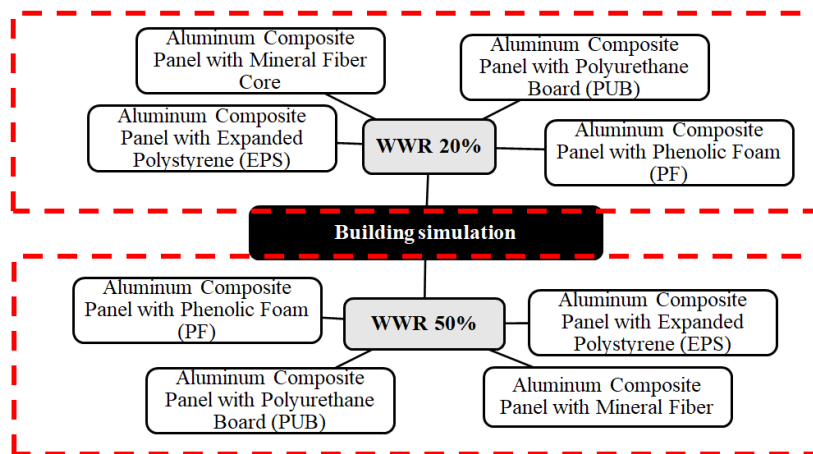 Aluminum Composite
Panel with Mineral Fiber
Core
Aluminum Composite
Panel with Polyurethane
Board (PUB)
Aluminum Composite
Panel with Expanded
Polystyrene (EPS)
WWR 20%
Aluminum Composite
Panel with Phenolic Foam
(PF)
Building simulation
Aluminum Composite
Panel with Phenolic Foam
(PF)
WWR 50%
Aluminum Composite
Panel with Expanded
Polystyrene (EPS)
Aluminum Composite
Panel with Polyurethane
Board (PUB)
Aluminum Composite
Panel with Mineral Fiber